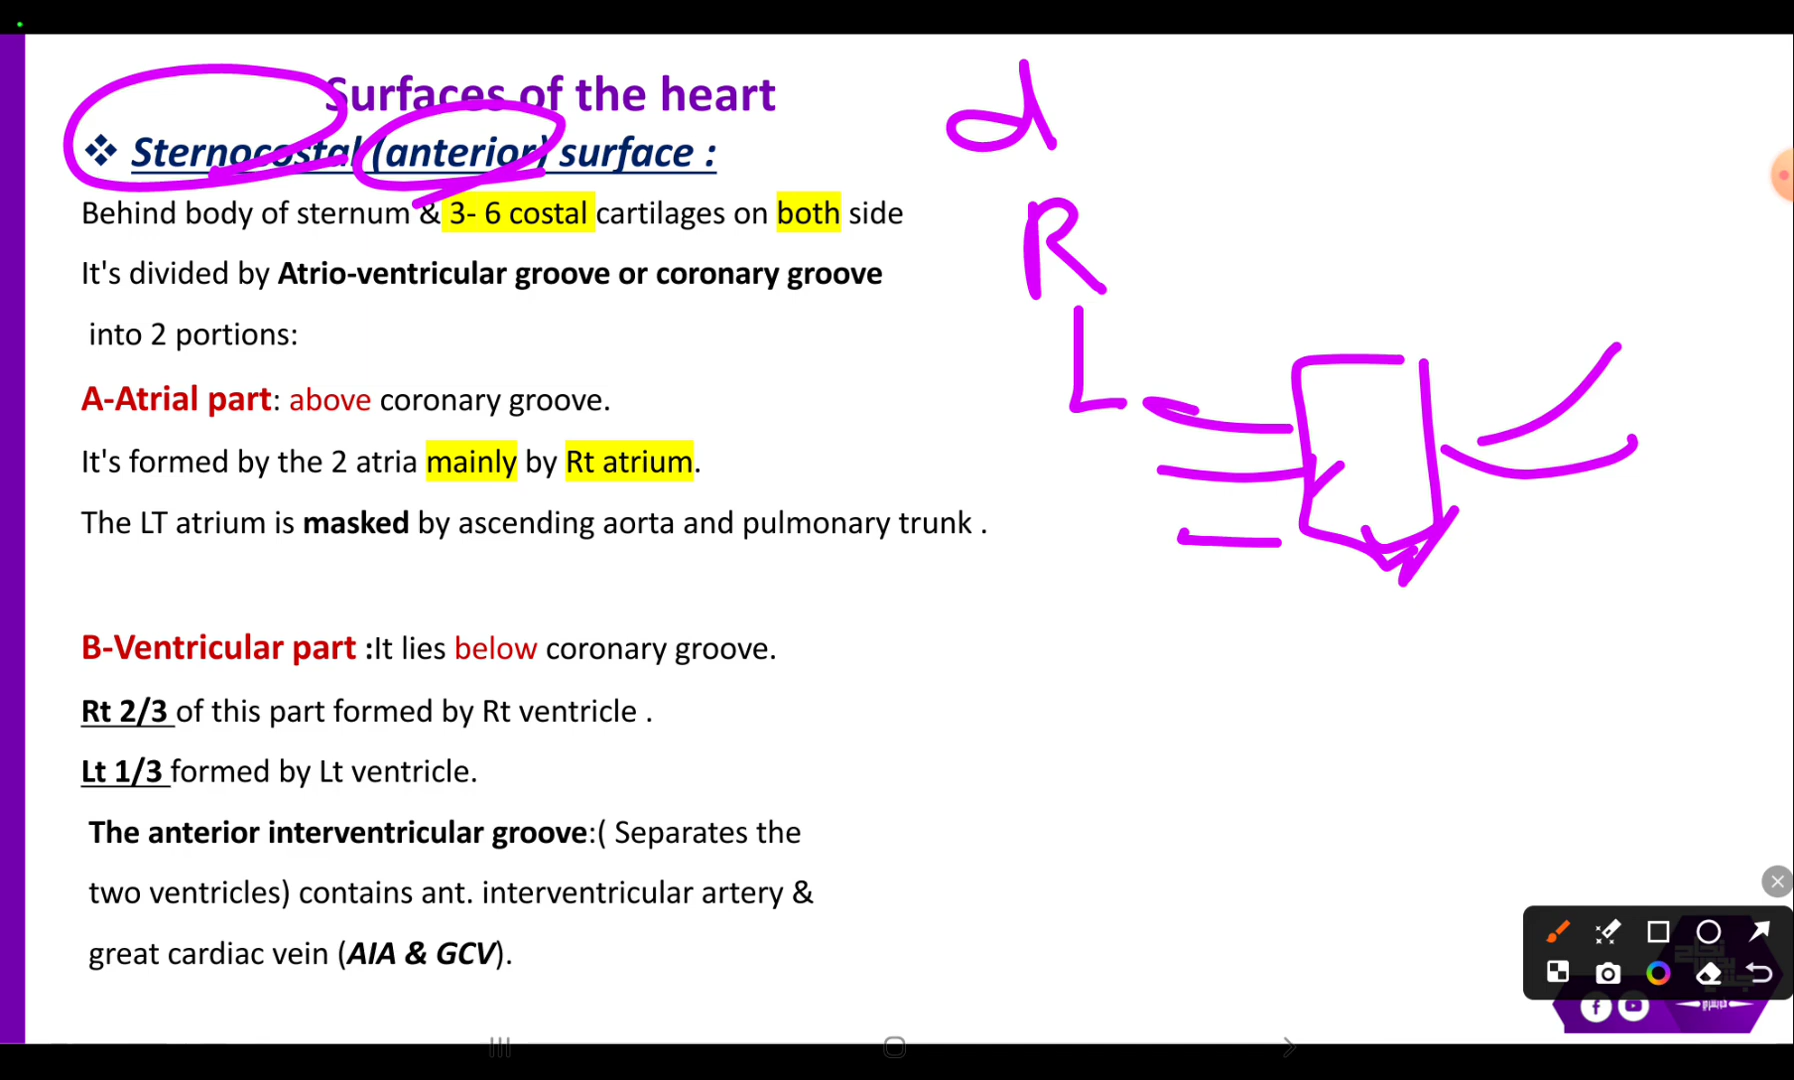 Surfaces of the heart
❖ Sternocostal (anterior) surface :
Behind body of sternum & 3- 6 costal cartilages on both side
It's divided by Atrio-ventricular groove or coronary groove
into 2 portions:
A-Atrial part: above coronary groove.
It's formed by the 2 atria mainly by Rt atrium.
The LT atrium is masked by ascending aorta and pulmonary trunk .
B-Ventricular part :It lies below coronary groove.
Rt 2/3 of this part formed by Rt ventricle .
Lt 1/3 formed by Lt ventricle.
The anterior interventricular groove:( Separates the
two ventricles) contains ant. interventricular artery &
great cardiac vein (AIA & GCV).
R
L